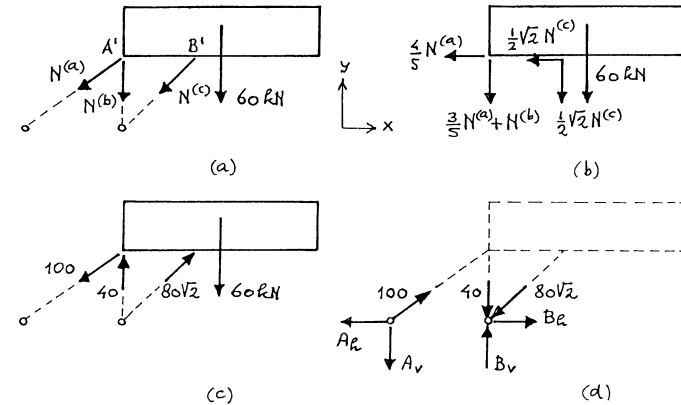 A' B'
N^(a)
N^(b)
N^(c)
60 kN
(a)
y
x
4/5 N^(a)
1/2√2 N^(c)
60 kN
3/5 N^(a) + N^(b)
1/2√2 N^(c)
(b)
100
40
80√2
60 kN
(c)
100
40
80√2
A_h
A_v
B_h
B_v
(d)